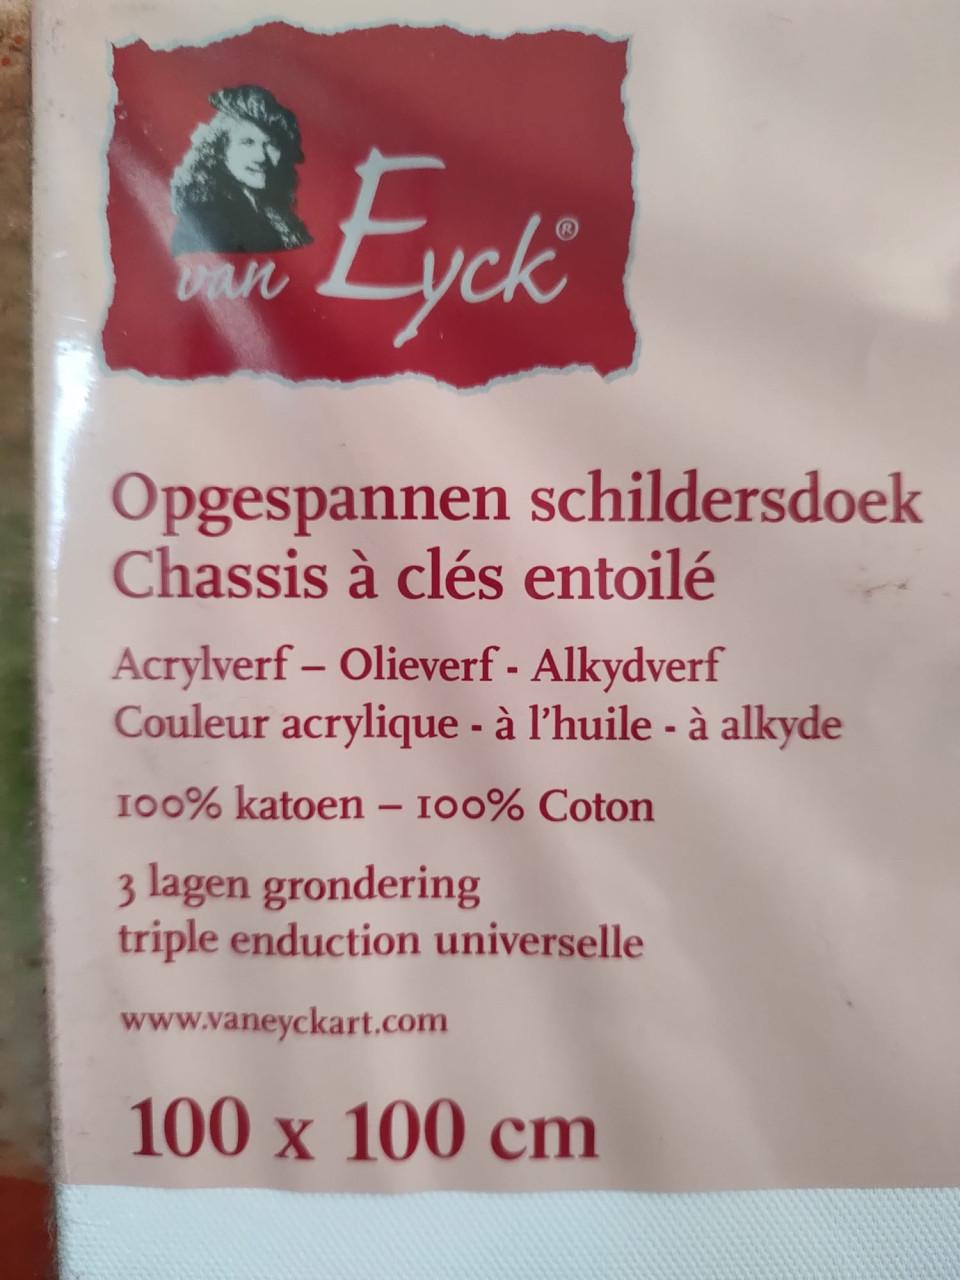 van Eyck®
Opgespannen schildersdoek
Chassis à clés entoilé
Acrylverf – Olieverf - Alkydverf
Couleur acrylique - à l'huile - à alkyde
100% katoen – 100% Coton
3 lagen grondering
triple enduction universelle
www.vaneyckart.com
100 x 100 cm